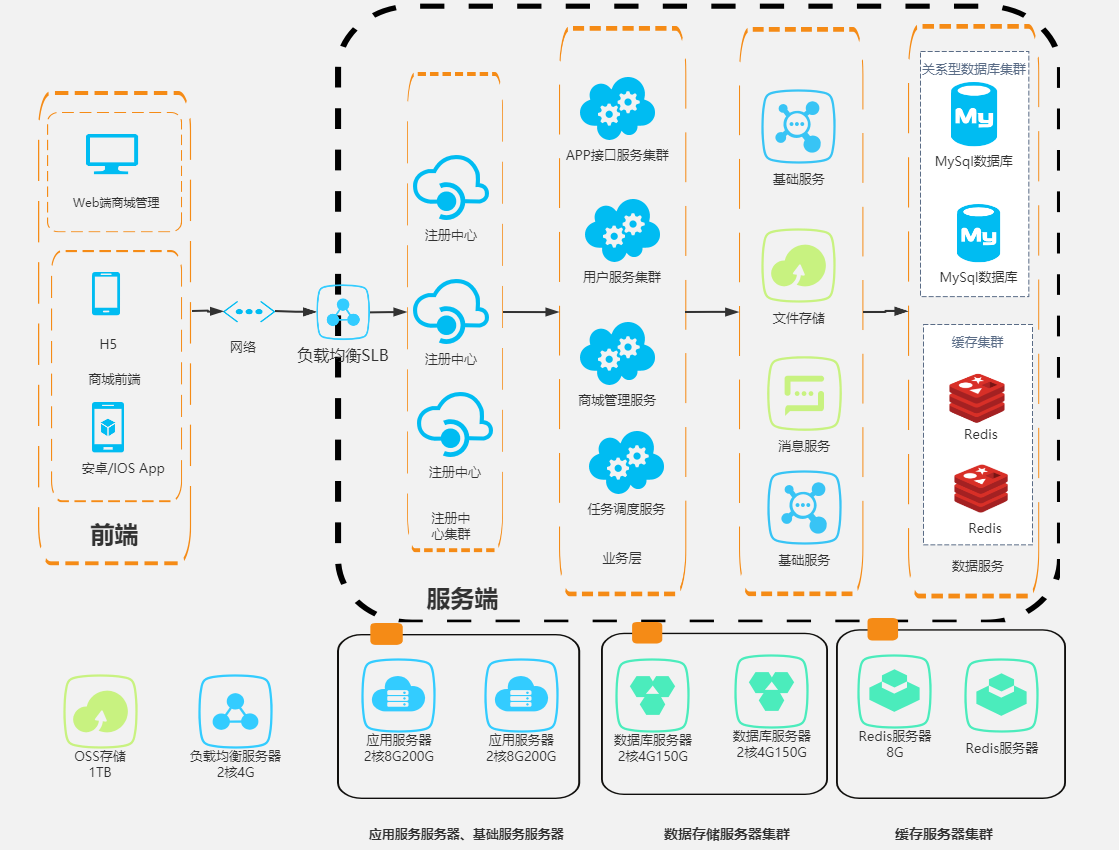 Web端商城管理
H5
商城前端
安卓/IOS App
前端
网络
负载均衡SLB
注册中心
注册中心
注册中心
注册中
心集群
服务端
APP接口服务集群
用户服务集群
商城管理服务
任务调度服务
业务层
基础服务
文件存储
消息服务
基础服务
关系型数据库集群
My
MySql数据库
My
MySql数据库
缓存集群
Redis
Redis
数据服务
OSS存储
1TB
负载均衡服务器
2核4G
应用服务器
2核8G200G
应用服务器
2核8G200G
应用服务服务器、基础服务服务器
数据库服务器
2核4G150G
数据库服务器
2核4G150G
数据存储服务器集群
Redis服务器
8G
Redis服务器
缓存服务器集群